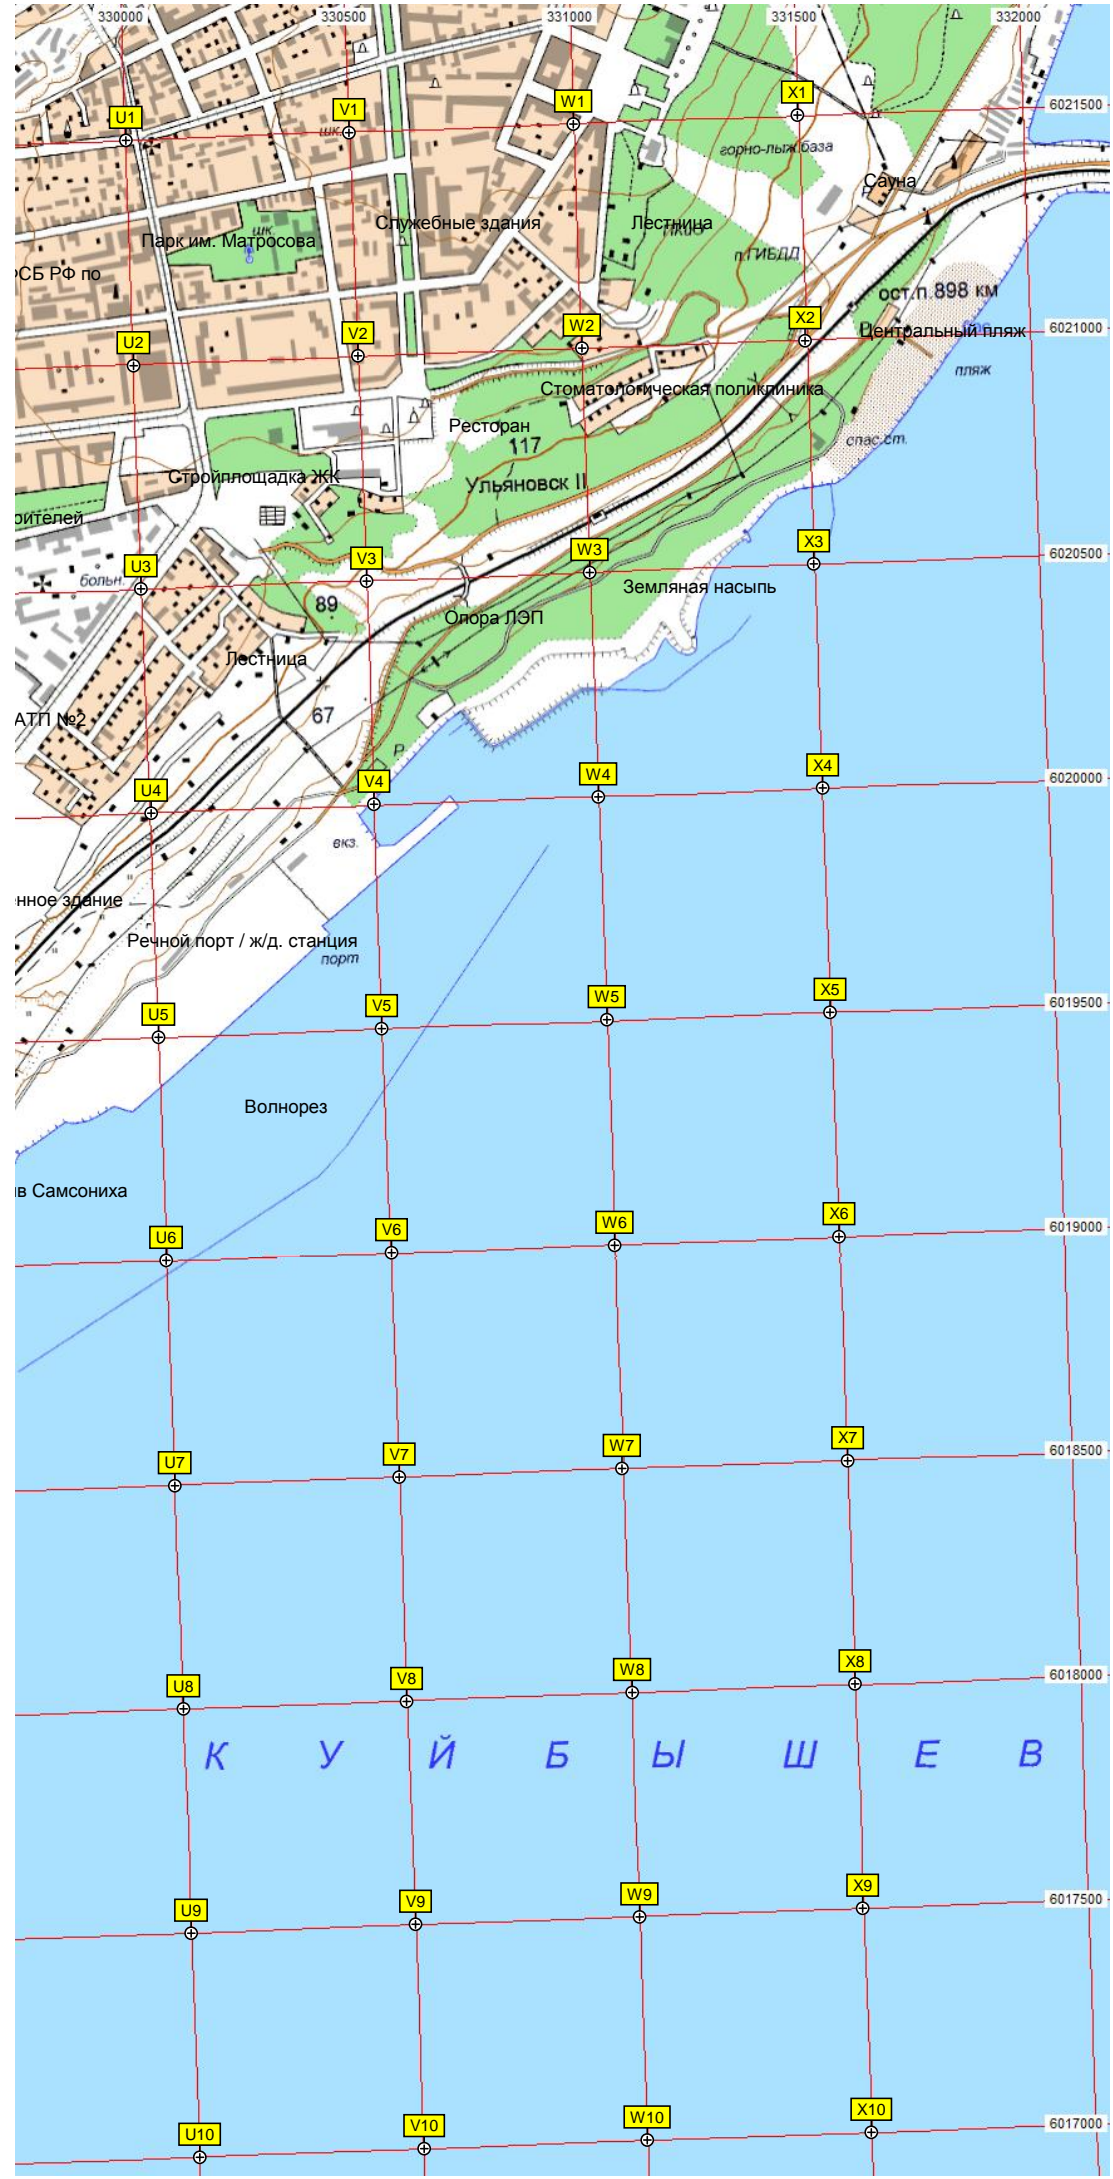 330000 330500 331000 331500 332000
U1 V1 W1 X1 6021500
шк.
горно-лыж.база
Сауна
Служебные здания Лестница
шк.
Парк им. Матросова
п.ГИБДД
ФСБ РФ по
ост.п.898 км
U2 V2 W2 X2 6021000
Центральный пляж
пляж
Стоматологическая поликлиника
Ресторан
117
спас.ст.
Стройплощадка ЖК
Ульяновск II
оителей
U3 V3 W3 X3 6020500
больн.
Земляная насыпь
89
Опора ЛЭП
Лестница
67
АТП №2
Р.
U4 V4 W4 X4 6020000
вкз.
нное здание
Речной порт / ж/д. станция
порт
U5 V5 W5 X5 6019500
Волнорез
ив Самсониха
U6 V6 W6 X6 6019000
U7 V7 W7 X7 6018500
U8 V8 W8 X8 6018000
К У Й Б Ы Ш Е В
U9 V9 W9 X9 6017500
U10 V10 W10 X10 6017000